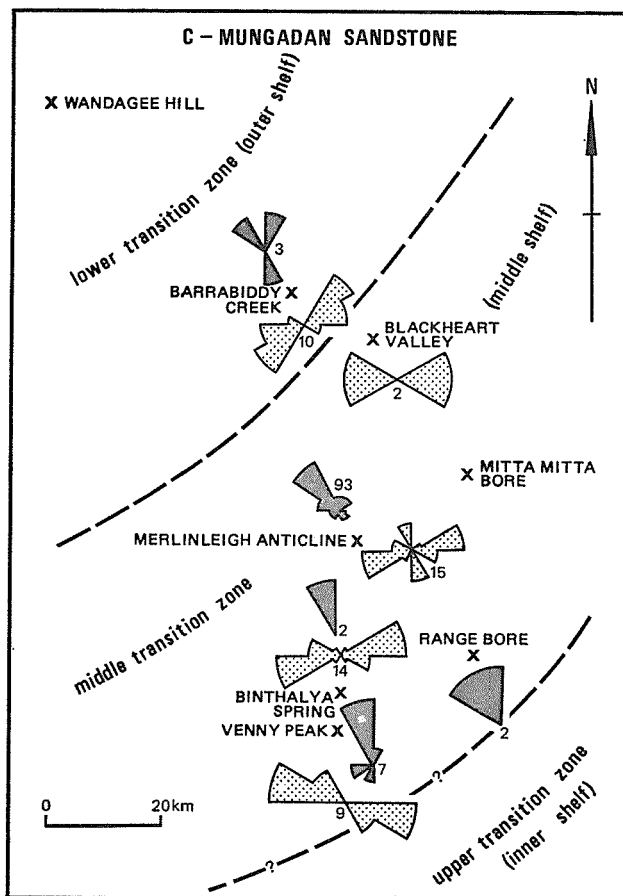 C – MUNGADAN SANDSTONE
X WANDAGEE HILL
N
lower transition zone (outer shelf)
3
BARRABIDDY X
CREEK
10
(middle shelf)
X BLACKHEART
VALLEY
2
93
X MITTA MITTA
BORE
MERLINLEIGH ANTICLINE X
15
middle transition zone
2
14
RANGE BORE
X
BINTHALYA X
SPRING
VENNY PEAK X
7
2
9
?
?
0 20km
upper transition zone
(inner shelf)